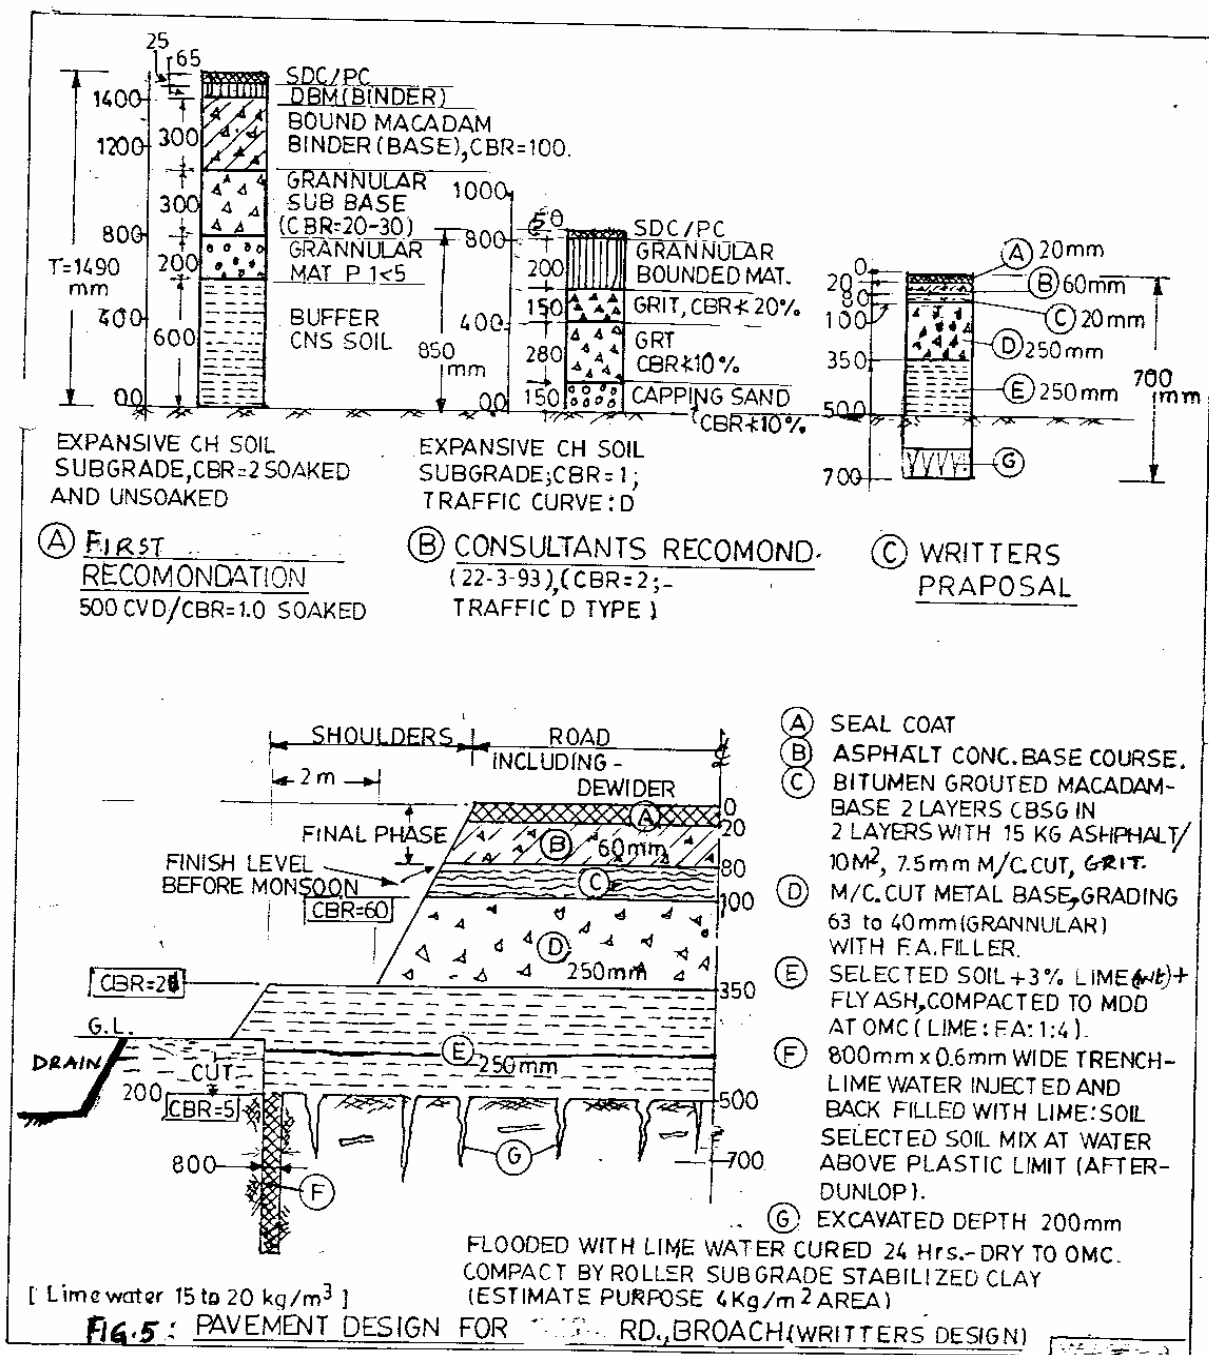 25
65
1400
1200
300
300
800
200
T=1490
mm
400
600
00
SDC/PC
DBM(BINDER)
BOUND MACADAM
BINDER(BASE),CBR=100.
GRANNULAR
SUB BASE
(CBR=20-30)
GRANNULAR
MAT P 1<5
BUFFER
CNS SOIL
EXPANSIVE CH SOIL
SUBGRADE,CBR=2 SOAKED
AND UNSOAKED
(A) FIRST
RECOMONDATION
500 CVD/CBR=1.0 SOAKED
1000
50
800
200
150
400
280
850
mm
00
150
SDC/PC
GRANNULAR
BOUNDED MAT.
GRIT, CBR≮20%
GRT
CBR≮10%
CAPPING SAND
CBR≮10%
EXPANSIVE CH SOIL
SUBGRADE;CBR=1;
TRAFFIC CURVE:D
(B) CONSULTANTS RECOMOND.
(22-3-93),(CBR=2;-
TRAFFIC D TYPE)
0
20
80
100
350
500
700
(A) 20mm
(B) 60mm
(C) 20mm
(D) 250mm
(E) 250mm
(G)
700
mm
(C) WRITTERS
PRAPOSAL
SHOULDERS
ROAD
INCLUDING-
DEWIDER
2m
FINAL PHASE
FINISH LEVEL
BEFORE MONSOON
CBR=60
G.L.
DRAIN
CUT
200
CBR=5
800
(F)
(A)
(B) 60mm
(C)
(D) 250mm
(E) 250mm
(G)
0
20
80
100
350
500
700
(A) SEAL COAT
(B) ASPHALT CONC. BASE COURSE.
(C) BITUMEN GROUTED MACADAM-
BASE 2 LAYERS CBSG IN
2 LAYERS WITH 15 KG ASHPHALT/
10M², 7.5mm M/C.CUT, GRIT.
(D) M/C.CUT METAL BASE,GRADING
63 to 40mm(GRANNULAR)
WITH F.A.FILLER.
(E) SELECTED SOIL+3% LIME +
FLY ASH,COMPACTED TO MDD
AT OMC(LIME:F.A:1:4).
(F) 800mm x 0.6mm WIDE TRENCH-
LIME WATER INJECTED AND
BACK FILLED WITH LIME:SOIL
SELECTED SOIL MIX AT WATER
ABOVE PLASTIC LIMIT (AFTER-
DUNLOP).
(G) EXCAVATED DEPTH 200mm
FLOODED WITH LIME WATER CURED 24 Hrs.-DRY TO OMC.
COMPACT BY ROLLER SUBGRADE STABILIZED CLAY
(ESTIMATE PURPOSE 4Kg/m² AREA)
[Lime water 15 to 20 kg/m³]
FIG.5: PAVEMENT DESIGN FOR RD.,BROACH(WRITTERS DESIGN)